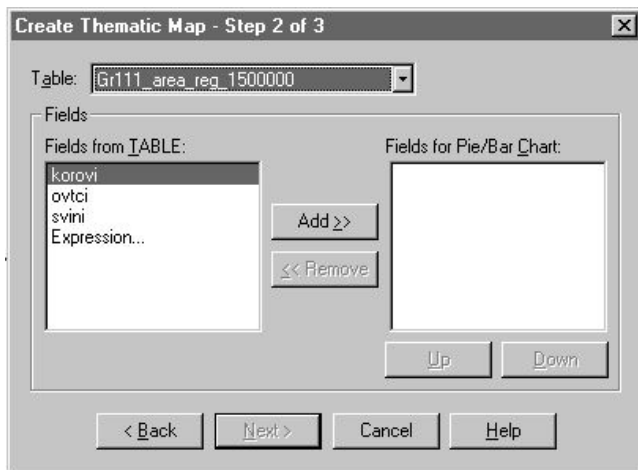 Create Thematic Map - Step 2 of 3
Table: Gr111_area_reg_1500000
Fields
Fields from TABLE:
korovi
ovtci
svini
Expression...
Add >>
<< Remove
Fields for Pie/Bar Chart:
Up
Down
< Back
Next >
Cancel
Help